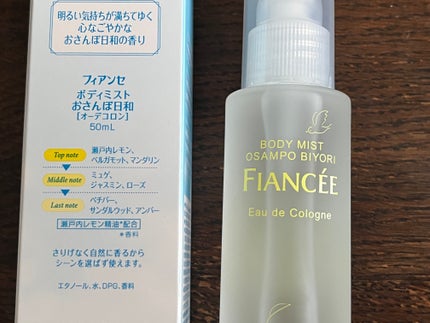 明るい気持ちが満ちてゆく
心なごやかな
おさんぽ日和の香り
フィアンセ
ボディミスト
おさんぽ日和
[オーデコロン]
50mL
Top note 瀬戸内レモン、
ベルガモット、マンダリン
Middle note ミュゲ、
ジャスミン、ローズ
Last note ベチバー、
サンダルウッド、アンバー
瀬戸内レモン精油*配合
*香料
さりげなく自然に香るから
シーンを選ばず使えます。
エタノール、水、DPG、香料
BODY MIST
OSAMPO BIYORI
FIANCÉE
Eau de Cologne